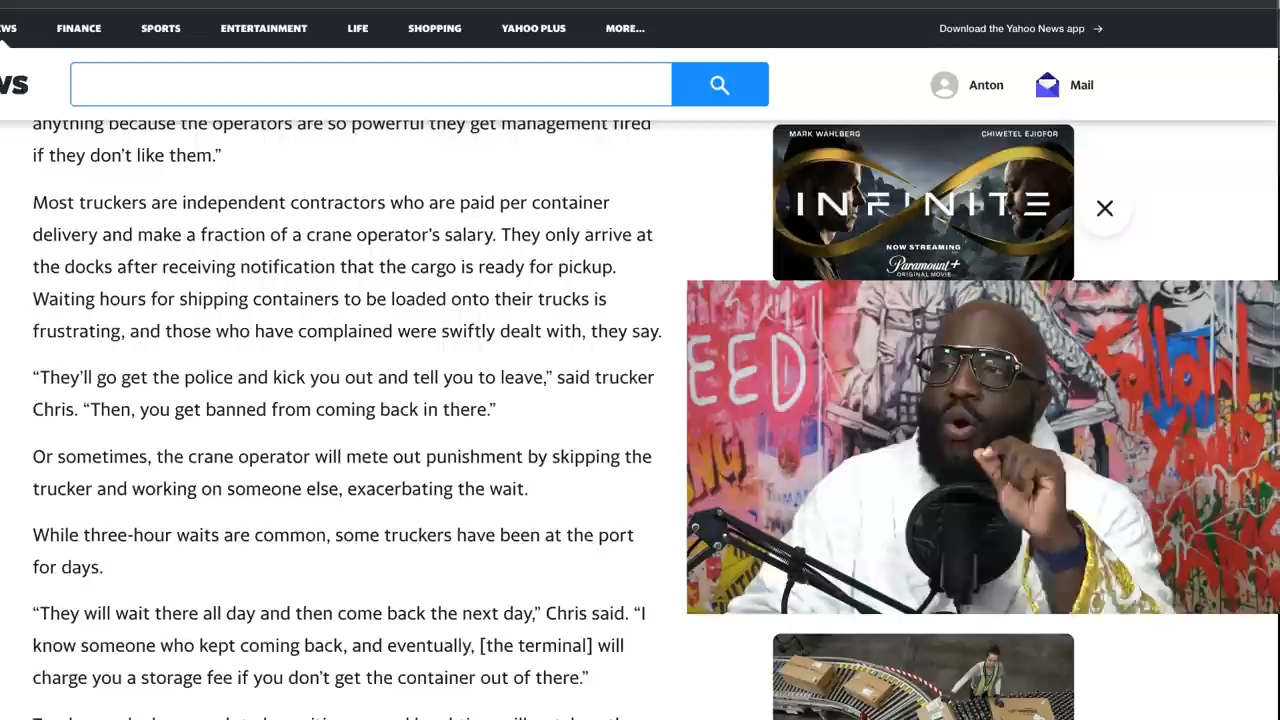 WS
FINANCE
SPORTS
ENTERTAINMENT
LIFE
SHOPPING
YAHOO PLUS
MORE...
Download the Yahoo News app →
ws
Anton
Mail
anything because the operators are so powerful they get management fired
if they don’t like them.”
Most truckers are independent contractors who are paid per container
delivery and make a fraction of a crane operator's salary. They only arrive at
the docks after receiving notification that the cargo is ready for pickup.
Waiting hours for shipping containers to be loaded onto their trucks is
frustrating, and those who have complained were swiftly dealt with, they say.
“They’ll go get the police and kick you out and tell you to leave,” said trucker
Chris. “Then, you get banned from coming back in there.”
Or sometimes, the crane operator will mete out punishment by skipping the
trucker and working on someone else, exacerbating the wait.
While three-hour waits are common, some truckers have been at the port
for days.
“They will wait there all day and then come back the next day,” Chris said. “I
know someone who kept coming back, and eventually, [the terminal] will
charge you a storage fee if you don’t get the container out of there.”
MARK WAHLBERG
CHIWETEL EJIOFOR
INFINITE
NOW STREAMING
Paramount+
ORIGINAL MOVIE
EED
Follow
Your